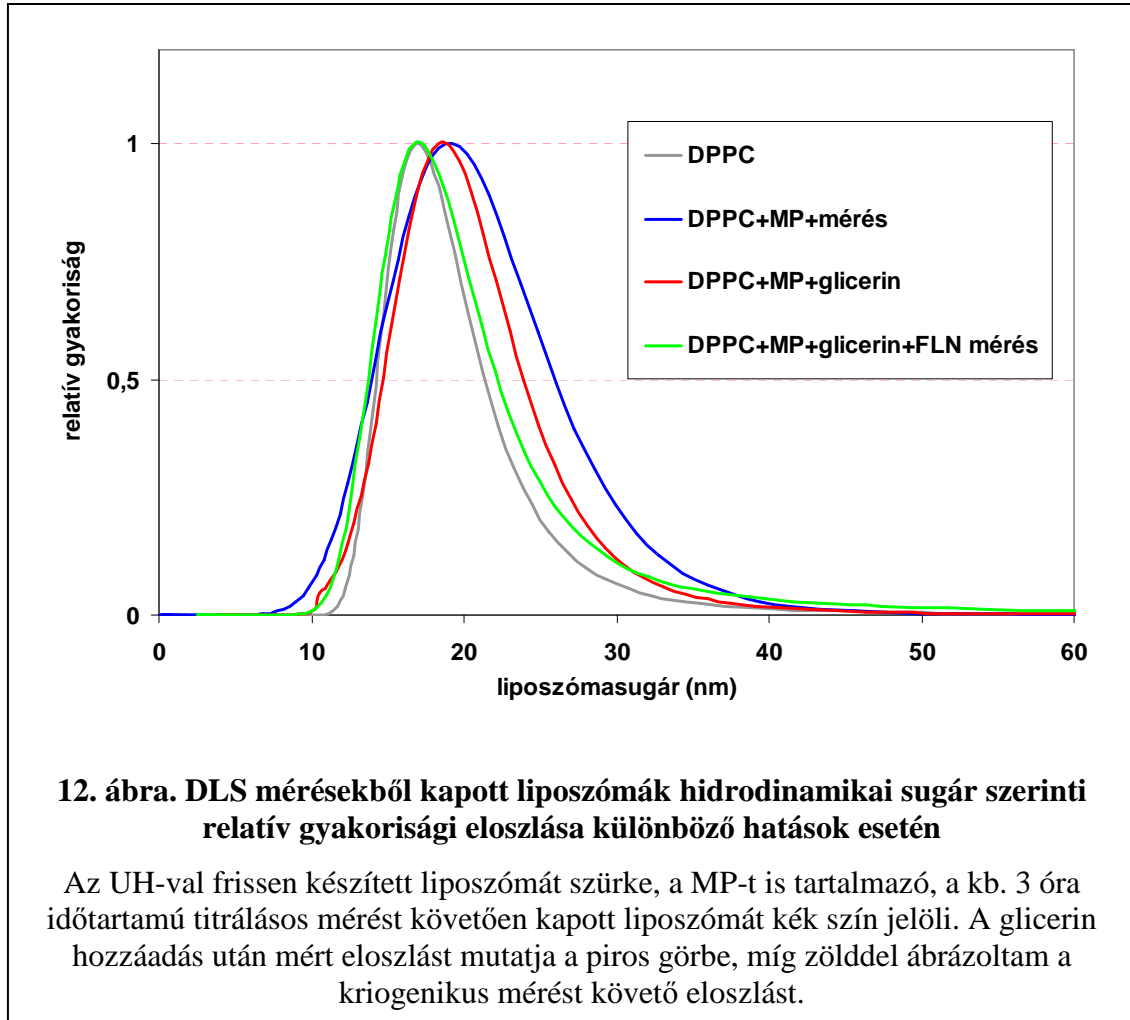 1
0,5
0
relatív gyakoriság
DPPC
DPPC+MP+mérés
DPPC+MP+glicerin
DPPC+MP+glicerin+FLN mérés
0 10 20 30 40 50 60
liposzómasugár (nm)
12. ábra. DLS mérésekből kapott liposzómák hidrodinamikai sugár szerinti
relatív gyakorisági eloszlása különböző hatások esetén
Az UH-val frissen készített liposzómát szürke, a MP-t is tartalmazó, a kb. 3 óra
időtartamú titrálásos mérést követően kapott liposzómát kék szín jelöli. A glicerin
hozzáadás után mért eloszlást mutatja a piros görbe, míg zölddel ábrázoltam a
kriogenikus mérést követő eloszlást.